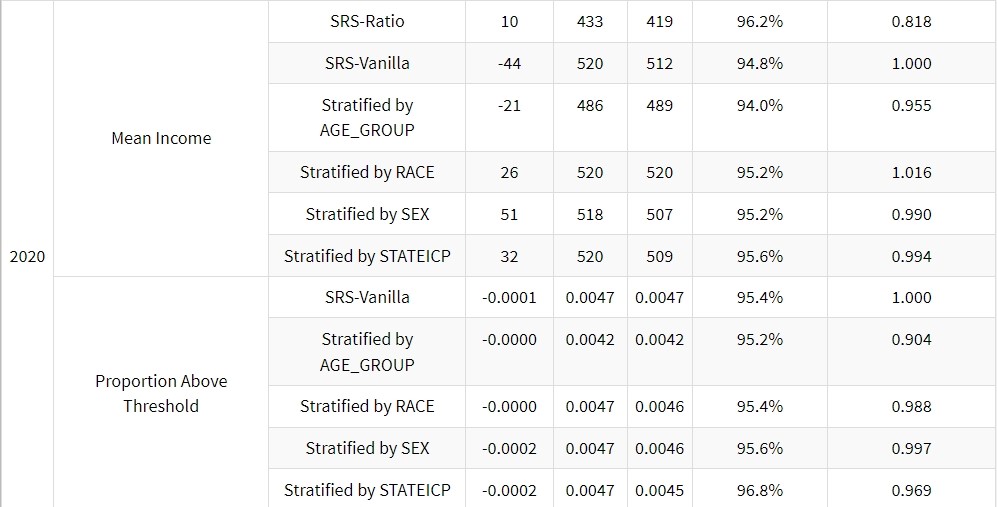 SRS-Ratio 10 433 419 96.2% 0.818
SRS-Vanilla -44 520 512 94.8% 1.000
Stratified by -21 486 489 94.0% 0.955
AGE_GROUP
Mean Income
Stratified by RACE 26 520 520 95.2% 1.016
Stratified by SEX 51 518 507 95.2% 0.990
2020 Stratified by STATEICP 32 520 509 95.6% 0.994
SRS-Vanilla -0.0001 0.0047 0.0047 95.4% 1.000
Stratified by -0.0000 0.0042 0.0042 95.2% 0.904
AGE_GROUP
Proportion Above
Threshold Stratified by RACE -0.0000 0.0047 0.0046 95.4% 0.988
Stratified by SEX -0.0002 0.0047 0.0046 95.6% 0.997
Stratified by STATEICP -0.0002 0.0047 0.0045 96.8% 0.969